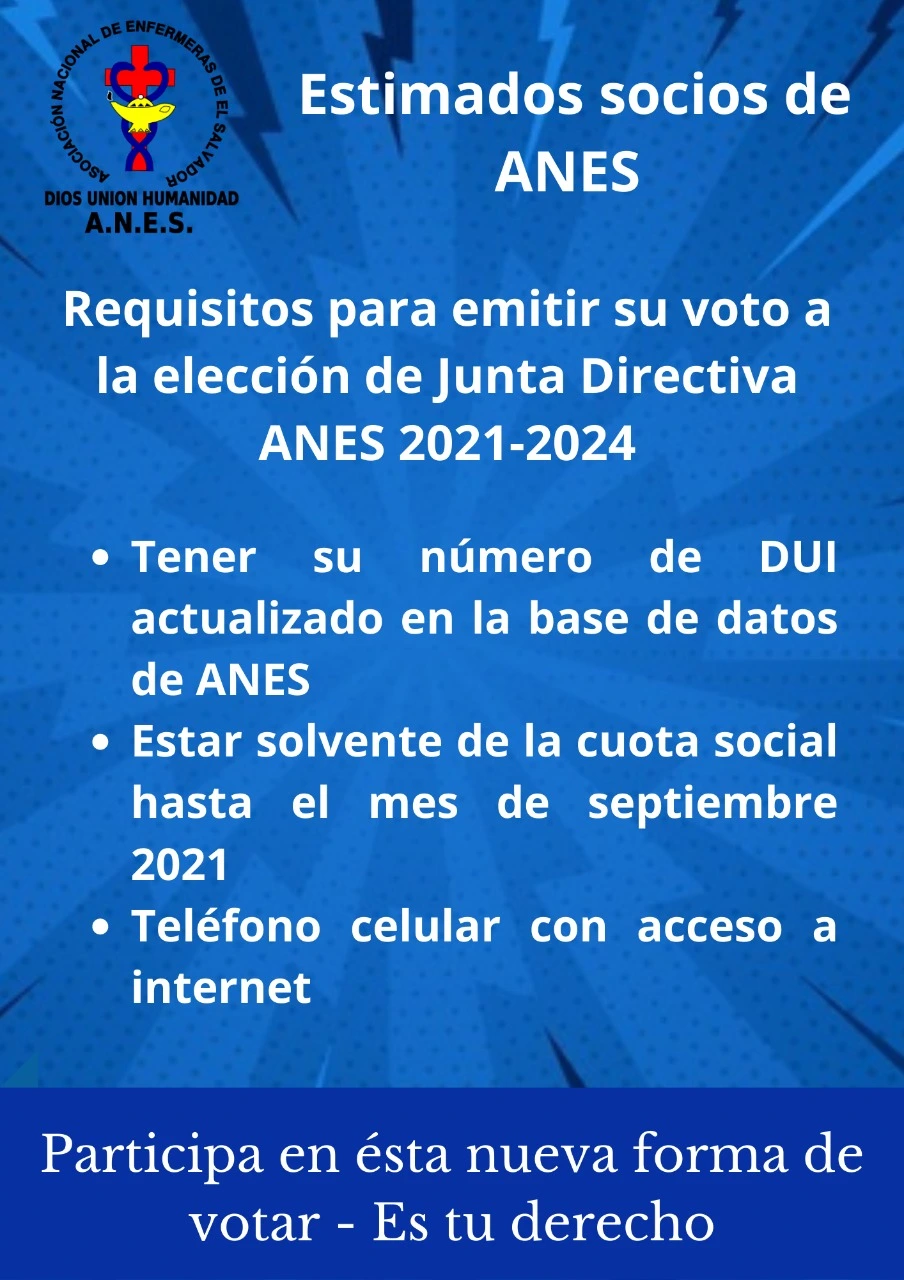 ASOCIACIÓN NACIONAL DE ENFERMERAS DE EL SALVADOR
DIOS UNION HUMANIDAD
A.N.E.S.
Estimados socios de
ANES
Requisitos para emitir su voto a
la elección de Junta Directiva
ANES 2021-2024
• Tener su número de DUI
actualizado en la base de datos
de ANES
• Estar solvente de la cuota social
hasta el mes de septiembre
2021
• Teléfono celular con acceso a
internet
Participa en ésta nueva forma de
votar - Es tu derecho